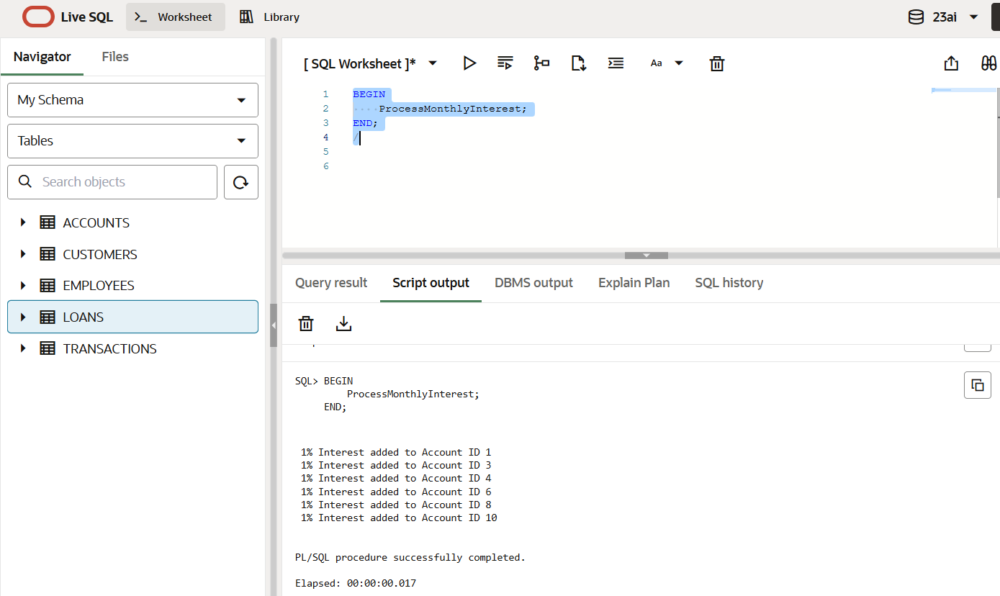 Live SQL
Worksheet
Library
23ai
Navigator
Files
My Schema
Tables
Search objects
ACCOUNTS
CUSTOMERS
EMPLOYEES
LOANS
TRANSACTIONS
[ SQL Worksheet ]*
Aa
1 BEGIN
2 ····ProcessMonthlyInterest;
3 END;
4 /
5
6
Query result
Script output
DBMS output
Explain Plan
SQL history
SQL> BEGIN
ProcessMonthlyInterest;
END;
1% Interest added to Account ID 1
1% Interest added to Account ID 3
1% Interest added to Account ID 4
1% Interest added to Account ID 6
1% Interest added to Account ID 8
1% Interest added to Account ID 10
PL/SQL procedure successfully completed.
Elapsed: 00:00:00.017